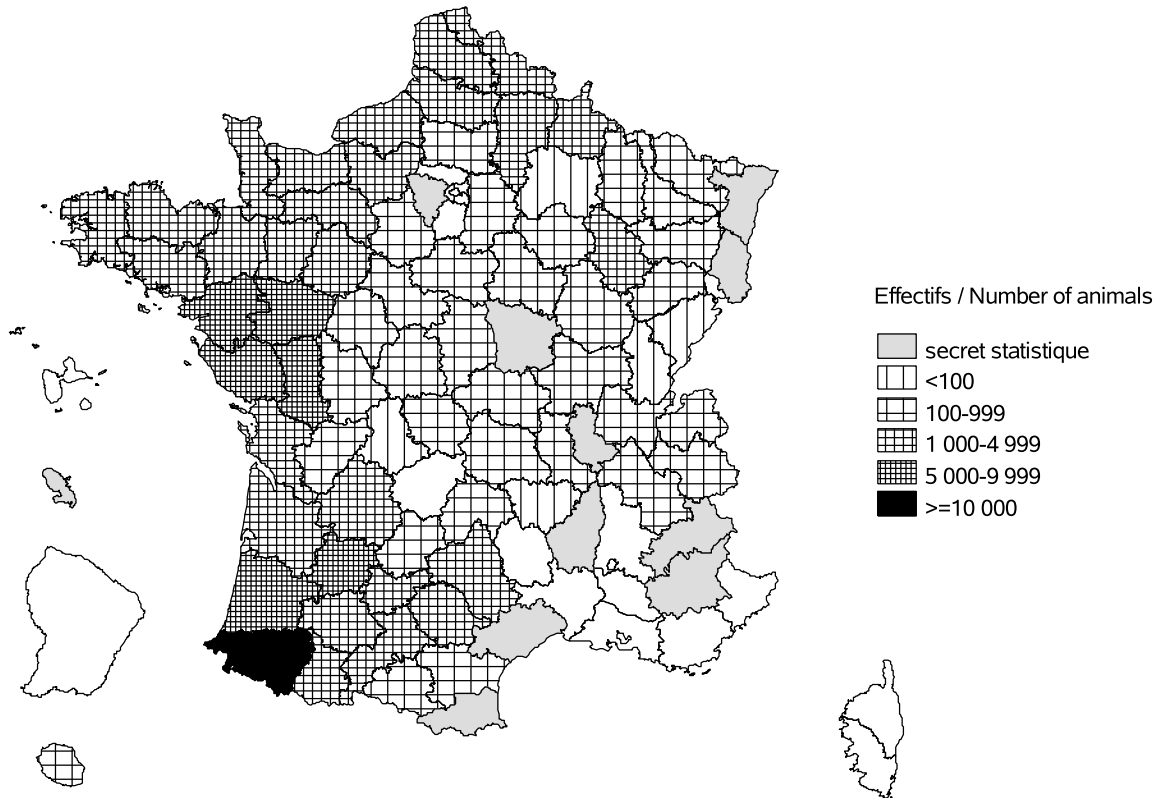 Effectifs / Number of animals
secret statistique
<100
100-999
1 000-4 999
5 000-9 999
>=10 000